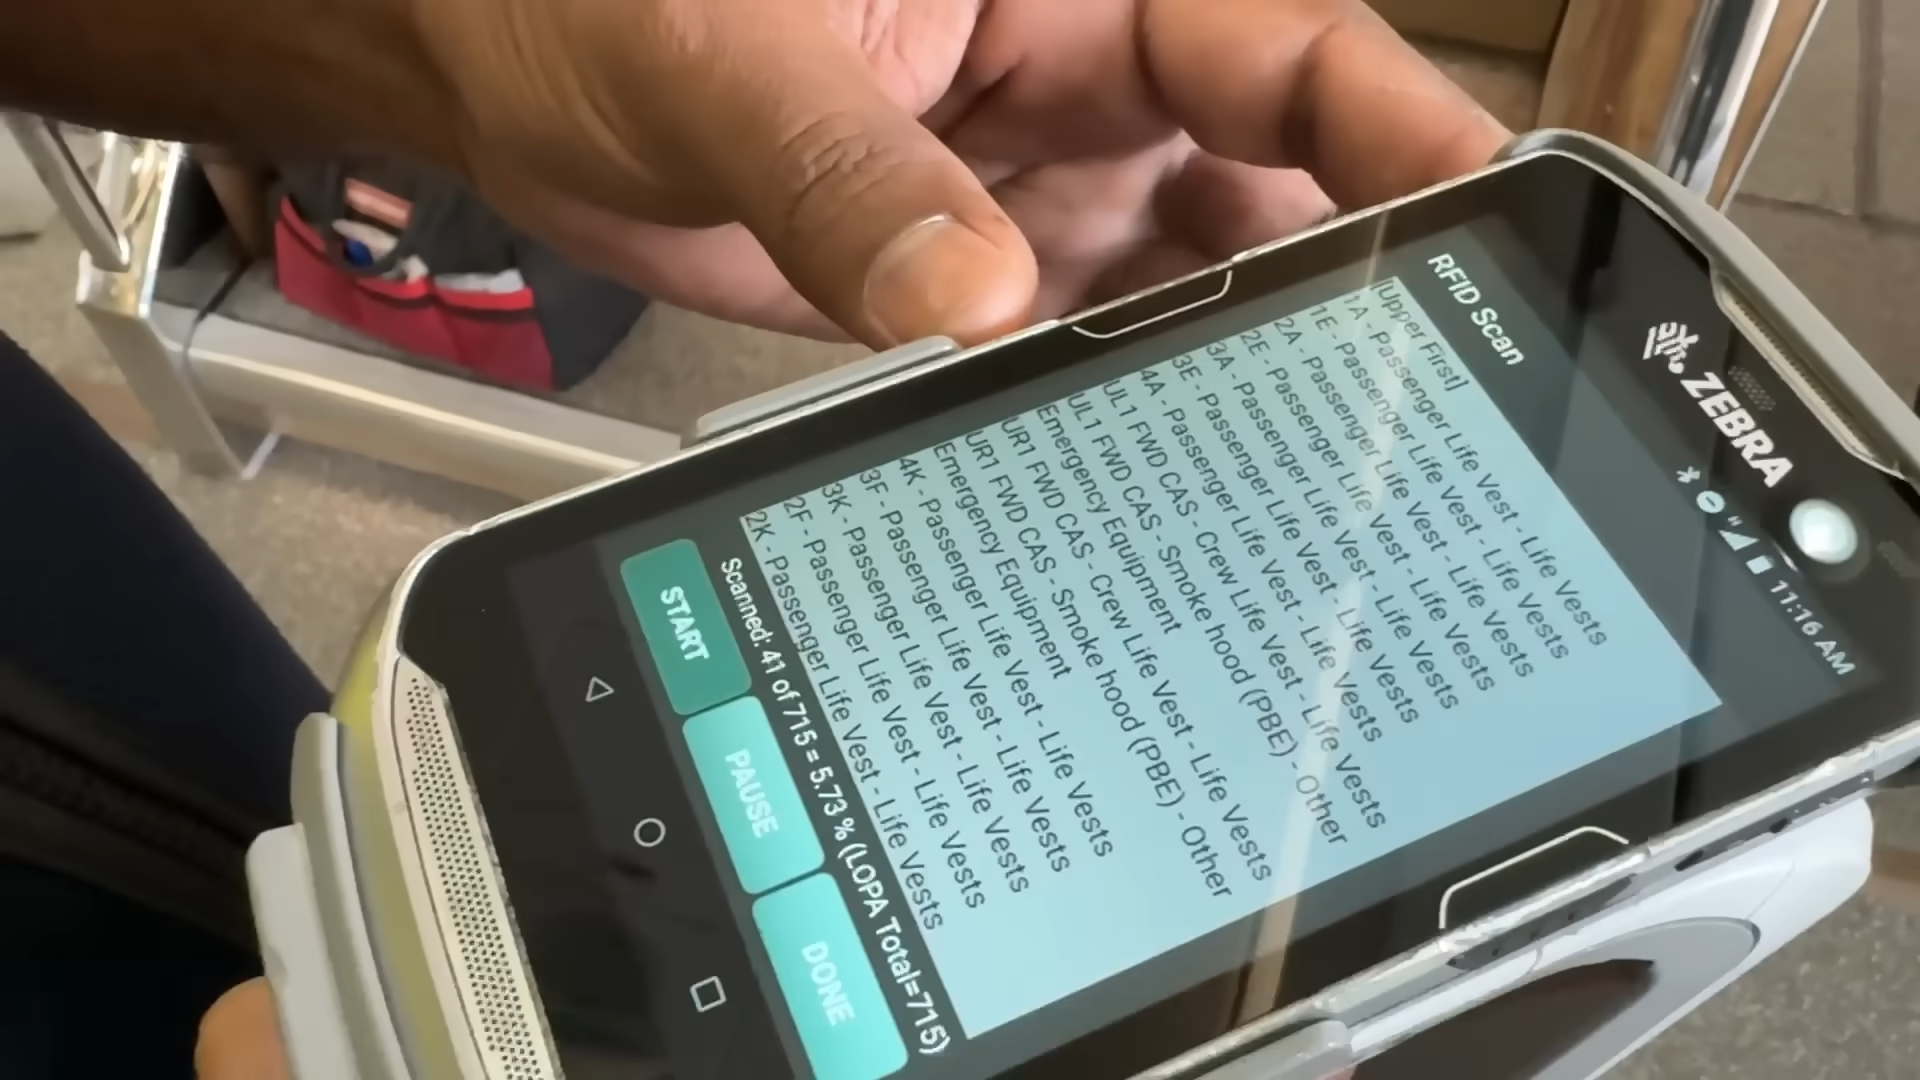 ZEBRA
11:16 AM
RFID Scan
[Upper First]
1A - Passenger Life Vest - Life Vests
1E - Passenger Life Vest - Life Vests
2A - Passenger Life Vest - Life Vests
2E - Passenger Life Vest - Life Vests
3A - Passenger Life Vest - Life Vests
3E - Passenger Life Vest - Life Vests
4A - Passenger Life Vest - Life Vests
UL1 FWD CAS - Crew Life Vest - Life Vests
UL1 FWD CAS - Smoke hood (PBE) - Other
Emergency Equipment
UR1 FWD CAS - Crew Life Vest - Life Vests
UR1 FWD CAS - Smoke hood (PBE) - Other
Emergency Equipment
4K - Passenger Life Vest - Life Vests
3F - Passenger Life Vest - Life Vests
3K - Passenger Life Vest - Life Vests
2F - Passenger Life Vest - Life Vests
2K - Passenger Life Vest - Life Vests
Scanned: 41 of 715 = 5.73 % (LOPA Total=715)
START
PAUSE
DONE